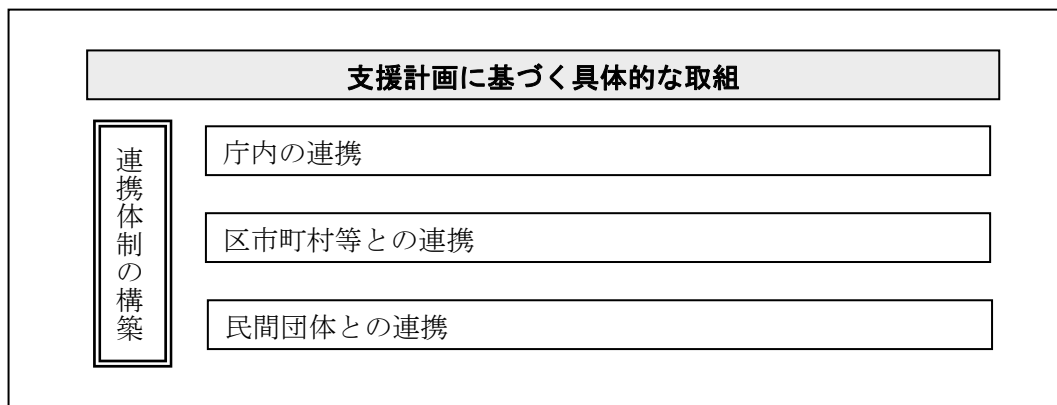 支援計画に基づく具体的な取組
連携体制の構築
庁内の連携
区市町村等との連携
民間団体との連携